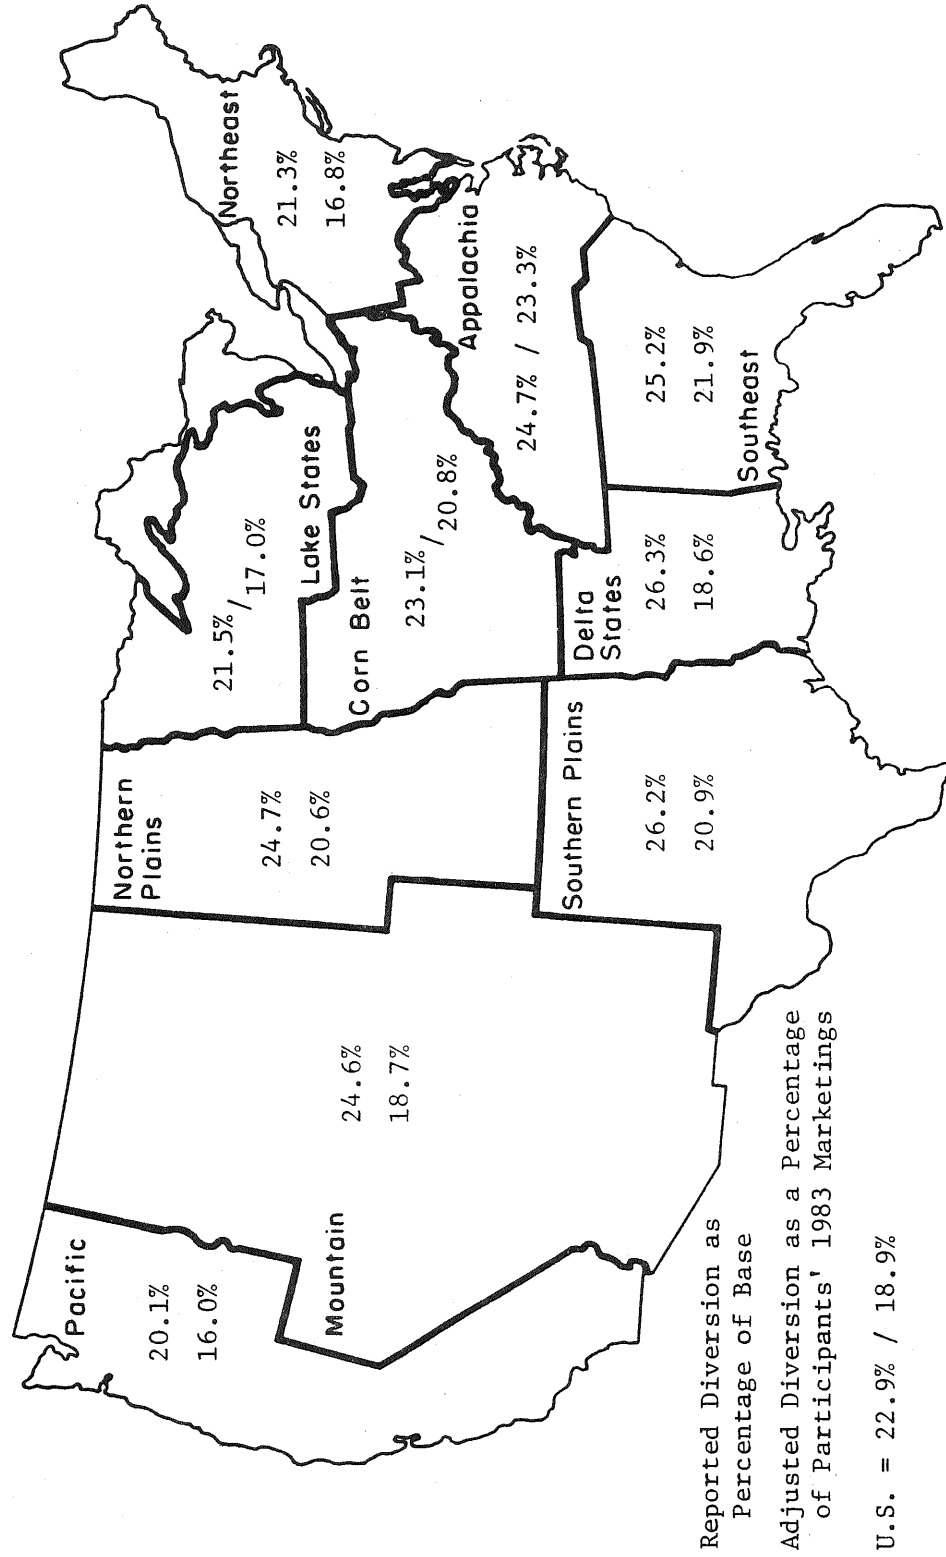 Pacific
20.1%
16.0%
Mountain
24.6%
18.7%
Northern
Plains
24.7%
20.6%
Southern Plains
26.2%
20.9%
Lake States
21.5% / 17.0%
Corn Belt
23.1% / 20.8%
Delta
States
26.3%
18.6%
Northeast
21.3%
16.8%
Appalachia
24.7% / 23.3%
25.2%
21.9%
Southeast
Reported Diversion as
Percentage of Base
Adjusted Diversion as a Percentage
of Participants' 1983 Marketings
U.S. = 22.9% / 18.9%